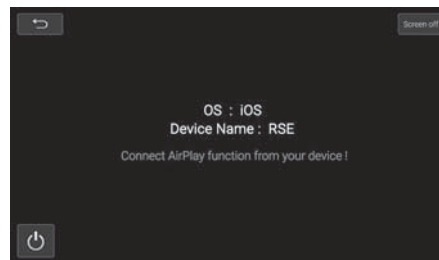 Screen off
OS : iOS
Device Name : RSE
Connect AirPlay function from your device !